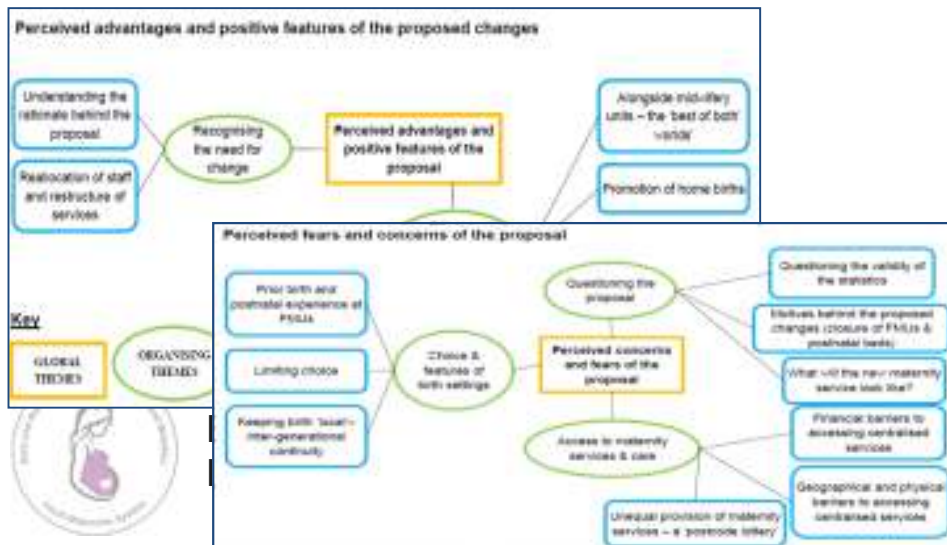 Perceived advantages and positive features of the proposed changes
Understanding the
rationale behind the
proposal
Reallocation of staff
and restructure of
services
Recognising
the need for
change
Perceived advantages and
positive features of the
proposal
Alongside midwifery
units – the 'best of both
worlds'
Promotion of home births
Key
GLOBAL
THEMES
ORGANISING
THEMES
Perceived fears and concerns of the proposal
Prior birth and
postnatal experience at
FMUs
Limiting choice
Keeping birth 'local' –
inter-generational
continuity
Choice &
features of
birth settings
Questioning the
proposal
Perceived concerns
and fears of the
proposal
Access to maternity
services & care
Questioning the validity of
the statistics
Motives behind the proposed
changes (closure of FMUs &
postnatal beds)
What will the new maternity
service look like?
Financial barriers to
accessing centralised
services
Geographical and physical
barriers to accessing
centralised services
Unequal provision of maternity
services – a 'postcode lottery'